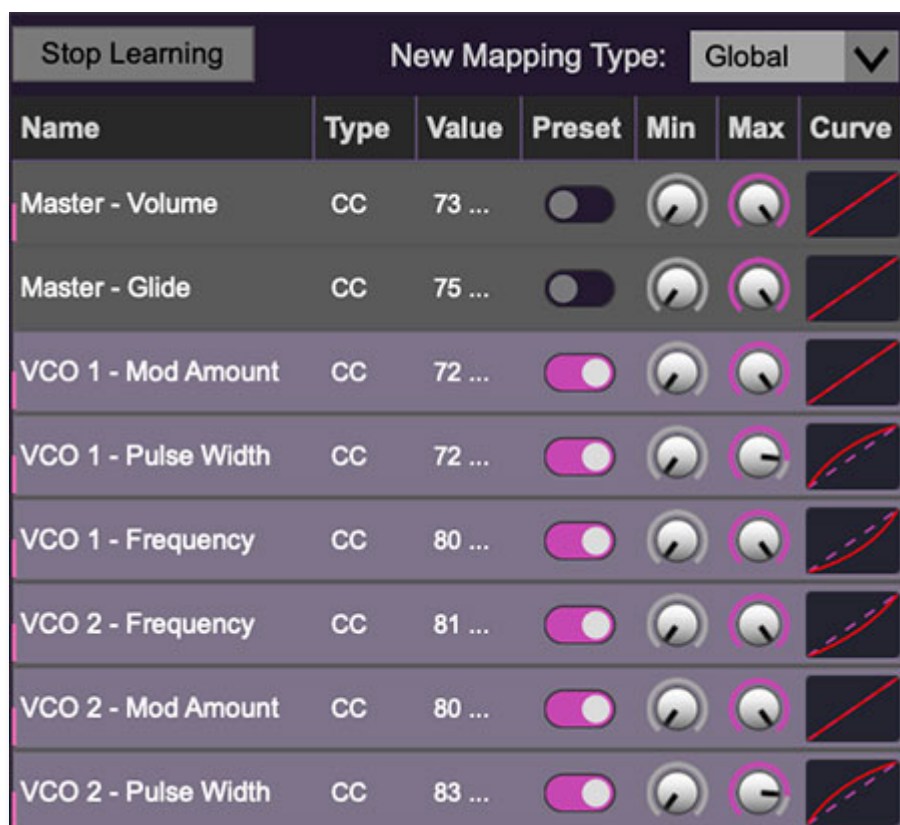 Stop Learning New Mapping Type: Global
Name Type Value Preset Min Max Curve
Master - Volume CC 73 ...
Master - Glide CC 75 ...
VCO 1 - Mod Amount CC 72 ...
VCO 1 - Pulse Width CC 72 ...
VCO 1 - Frequency CC 80 ...
VCO 2 - Frequency CC 81 ...
VCO 2 - Mod Amount CC 80 ...
VCO 2 - Pulse Width CC 83 ...